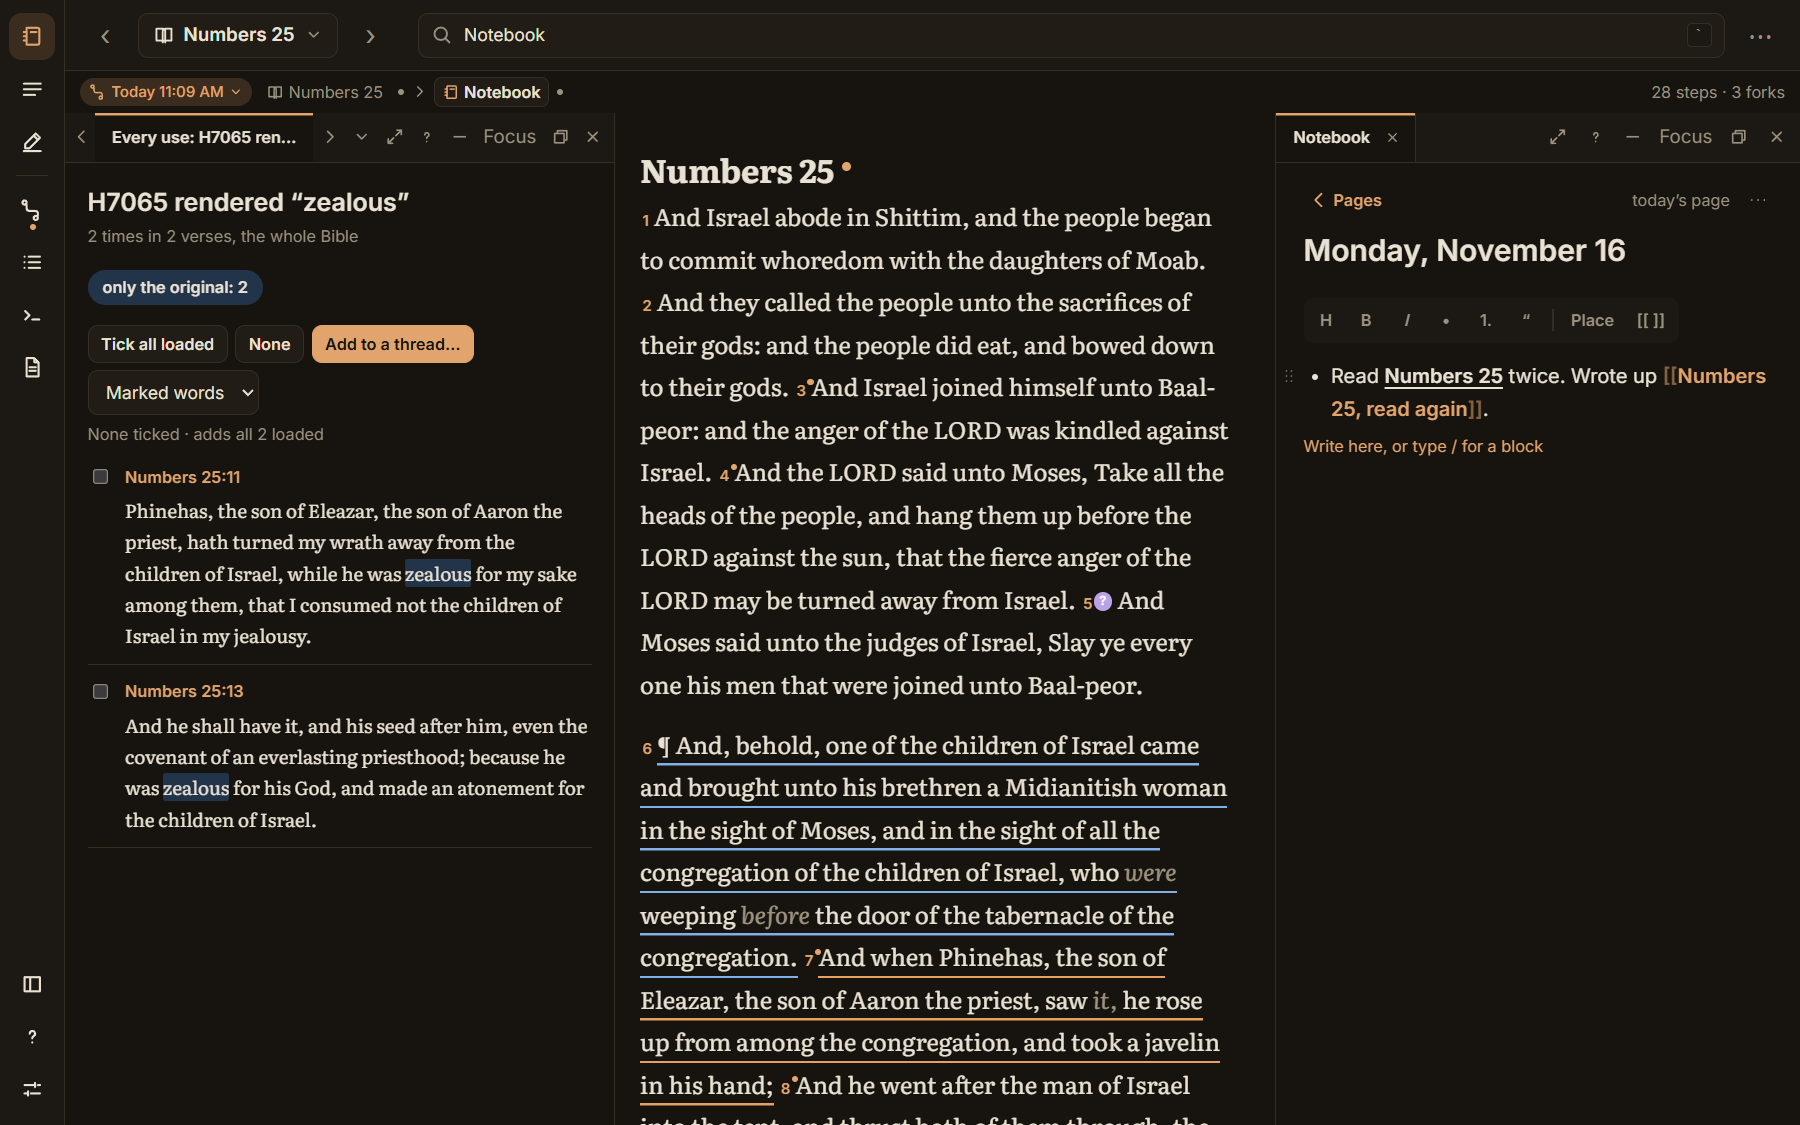 Numbers 25
Notebook
`
Today 11:09 AM
Numbers 25
Notebook
28 steps · 3 forks
Every use: H7065 ren...
?
Focus
H7065 rendered “zealous”
2 times in 2 verses, the whole Bible
only the original: 2
Tick all loaded
None
Add to a thread...
Marked words
None ticked · adds all 2 loaded
Numbers 25:11
Phinehas, the son of Eleazar, the son of Aaron the
priest, hath turned my wrath away from the
children of Israel, while he was zealous for my sake
among them, that I consumed not the children of
Israel in my jealousy.
Numbers 25:13
And he shall have it, and his seed after him, even the
covenant of an everlasting priesthood; because he
was zealous for his God, and made an atonement for
the children of Israel.
Numbers 25
1 And Israel abode in Shittim, and the people began
to commit whoredom with the daughters of Moab.
2 And they called the people unto the sacrifices of
their gods: and the people did eat, and bowed down
to their gods. 3 And Israel joined himself unto Baal-
peor: and the anger of the LORD was kindled against
Israel. 4 And the LORD said unto Moses, Take all the
heads of the people, and hang them up before the
LORD against the sun, that the fierce anger of the
LORD may be turned away from Israel. 5 ? And
Moses said unto the judges of Israel, Slay ye every
one his men that were joined unto Baal-peor.
6 ¶ And, behold, one of the children of Israel came
and brought unto his brethren a Midianitish woman
in the sight of Moses, and in the sight of all the
congregation of the children of Israel, who were
weeping before the door of the tabernacle of the
congregation. 7 And when Phinehas, the son of
Eleazar, the son of Aaron the priest, saw it, he rose
up from among the congregation, and took a javelin
in his hand; 8 And he went after the man of Israel
into the tent, and thrust both of them through, the
Notebook
?
Focus
Pages
today’s page
Monday, November 16
H B I • 1. “ Place [[ ]]
• Read Numbers 25 twice. Wrote up [[Numbers
25, read again]].
Write here, or type / for a block
?